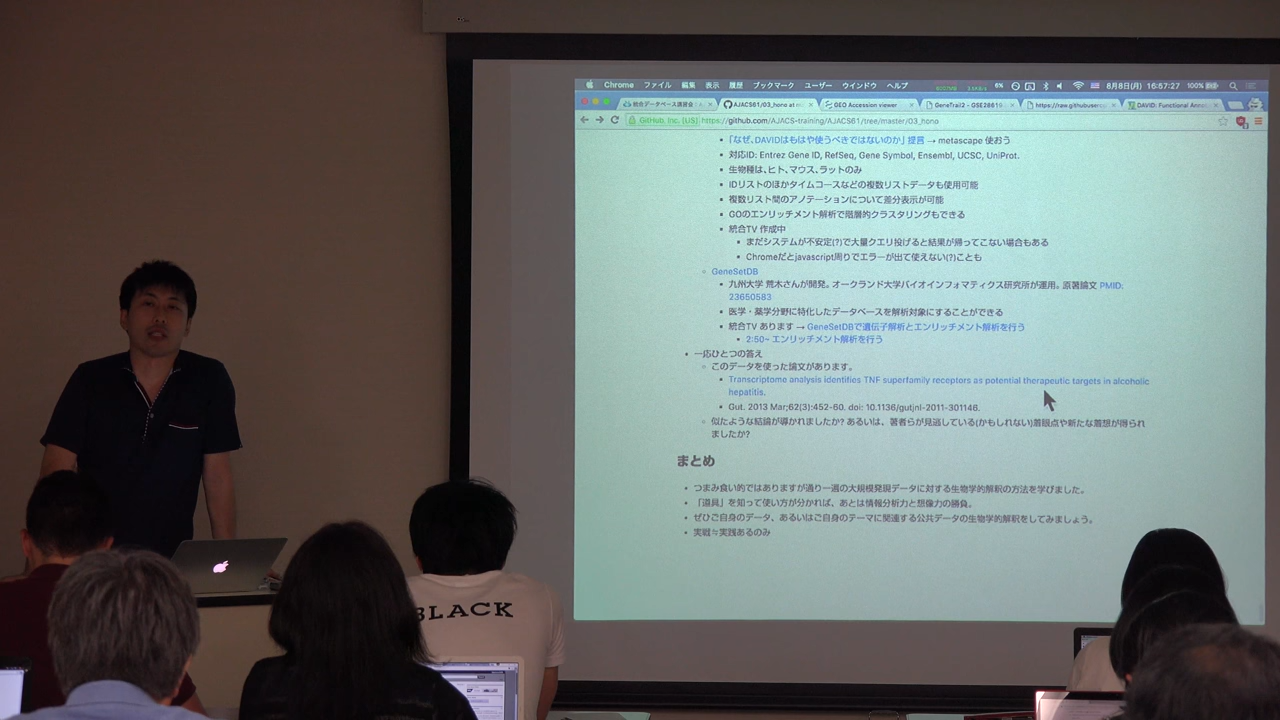 Chrome ファイル 編集 表示 履歴 ブックマーク ユーザー ウインドウ ヘルプ 6% 8月8日(月) 16:57:27 100%
統合データベース講習会：A AJACS61/03_hono at m GEO Accession viewer GeneTrail2 - GSE28619 https://raw.githubuserco DAVID: Functional Annot
GitHub, Inc. [US] https://github.com/AJACS-training/AJACS61/tree/master/03_hono
「なぜ、DAVIDはもはや使うべきではないのか」提言 → metascape 使おう
対応ID: Entrez Gene ID, RefSeq, Gene Symbol, Ensembl, UCSC, UniProt.
生物種は、ヒト、マウス、ラットのみ
IDリストのほかタイムコースなどの複数リストデータも使用可能
複数リスト間のアノテーションについて差分表示が可能
GOのエンリッチメント解析で階層的クラスタリングもできる
統合TV 作成中
まだシステムが不安定(?)で大量クエリ投げると結果が帰ってこない場合もある
Chromeだとjavascript周りでエラーが出て使えない(?)ことも
GeneSetDB
九州大学 荒木さんが開発。オークランド大学バイオインフォマティクス研究所が運用。原著論文 PMID:
23650583
医学・薬学分野に特化したデータベースを解析対象にすることができる
統合TV あります → GeneSetDBで遺伝子解析とエンリッチメント解析を行う
2:50~ エンリッチメント解析を行う
一応ひとつの答え
このデータを使った論文があります。
Transcriptome analysis identifies TNF superfamily receptors as potential therapeutic targets in alcoholic
hepatitis.
Gut. 2013 Mar;62(3):452-60. doi: 10.1136/gutjnl-2011-301146.
似たような結論が導かれましたか? あるいは、著者らが見逃している(かもしれない)着眼点や新たな着想が得られ
ましたか?
まとめ
つまみ食い的ではありますが通り一遍の大規模発現データに対する生物学的解釈の方法を学びました。
「道具」を知って使い方が分かれば、あとは情報分析力と想像力の勝負。
ぜひご自身のデータ、あるいはご自身のテーマに関連する公共データの生物学的解釈をしてみましょう。
実戦≒実践あるのみ
BLACK